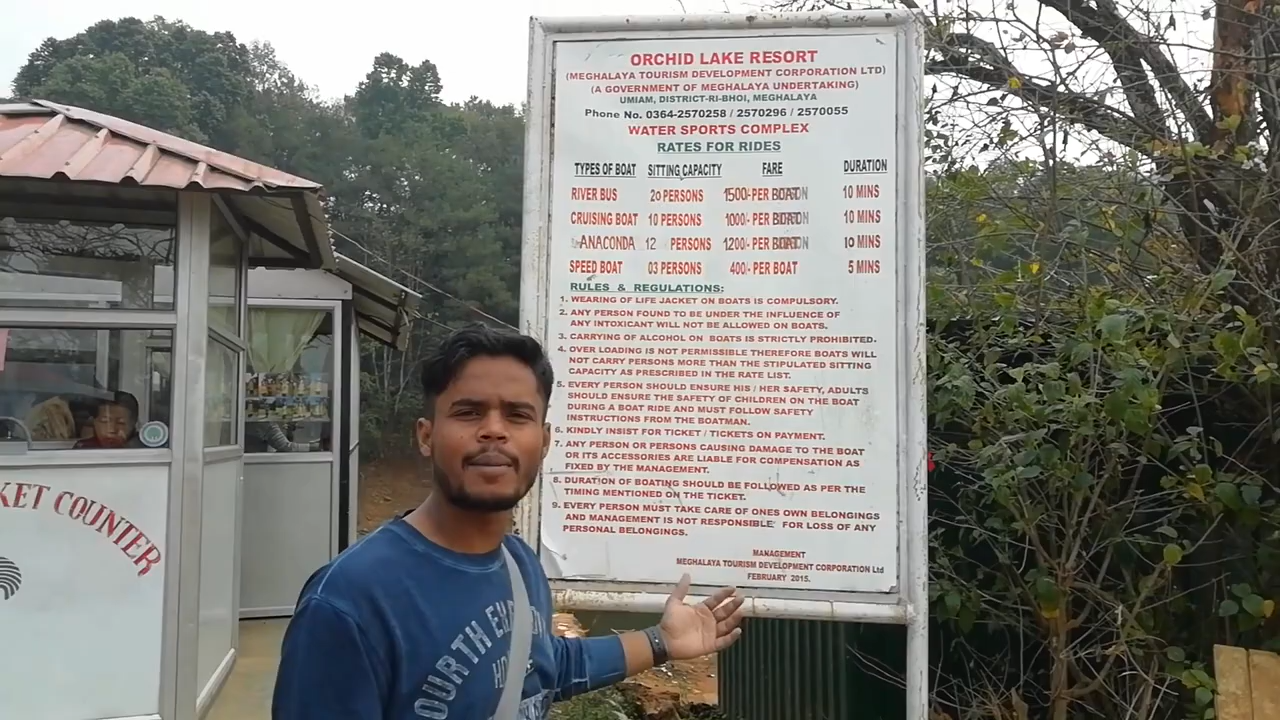 ORCHID LAKE RESORT
(MEGHALAYA TOURISM DEVELOPMENT CORPORATION LTD)
(A GOVERNMENT OF MEGHALAYA UNDERTAKING)
UMIAM, DISTRICT-RI-BHOI, MEGHALAYA
Phone No. 0364-2570258 / 2570296 / 2570055
WATER SPORTS COMPLEX
RATES FOR RIDES
TYPES OF BOAT SITTING CAPACITY FARE DURATION
RIVER BUS 20 PERSONS 1500/- PER BOAT 10 MINS
CRUISING BOAT 10 PERSONS 1000/- PER BOAT 10 MINS
ANACONDA 12 PERSONS 1200/- PER BOAT 10 MINS
SPEED BOAT 03 PERSONS 400/- PER BOAT 5 MINS
RULES & REGULATIONS:
1. WEARING OF LIFE JACKET ON BOATS IS COMPULSORY.
2. ANY PERSON FOUND TO BE UNDER THE INFLUENCE OF
ANY INTOXICANT WILL NOT BE ALLOWED ON BOATS.
3. CARRYING OF ALCOHOL ON BOATS IS STRICTLY PROHIBITED.
4. OVER LOADING IS NOT PERMISSIBLE THEREFORE BOATS WILL
NOT CARRY PERSONS MORE THAN THE STIPULATED SITTING
CAPACITY AS PRESCRIBED IN THE RATE LIST.
5. EVERY PERSON SHOULD ENSURE HIS / HER SAFETY, ADULTS
SHOULD ENSURE THE SAFETY OF CHILDREN ON THE BOAT
DURING A BOAT RIDE AND MUST FOLLOW SAFETY
INSTRUCTIONS FROM THE BOATMAN.
6. KINDLY INSIST FOR TICKET / TICKETS ON PAYMENT.
7. ANY PERSON OR PERSONS CAUSING DAMAGE TO THE BOAT
OR ITS ACCESSORIES ARE LIABLE FOR COMPENSATION AS
FIXED BY THE MANAGEMENT.
8. DURATION OF BOATING SHOULD BE FOLLOWED AS PER THE
TIMING MENTIONED ON THE TICKET.
9. EVERY PERSON MUST TAKE CARE OF ONES OWN BELONGINGS
AND MANAGEMENT IS NOT RESPONSIBLE FOR LOSS OF ANY
PERSONAL BELONGINGS.
MANAGEMENT
MEGHALAYA TOURISM DEVELOPMENT CORPORATION Ltd
FEBRUARY 2015.
KET COUNTER